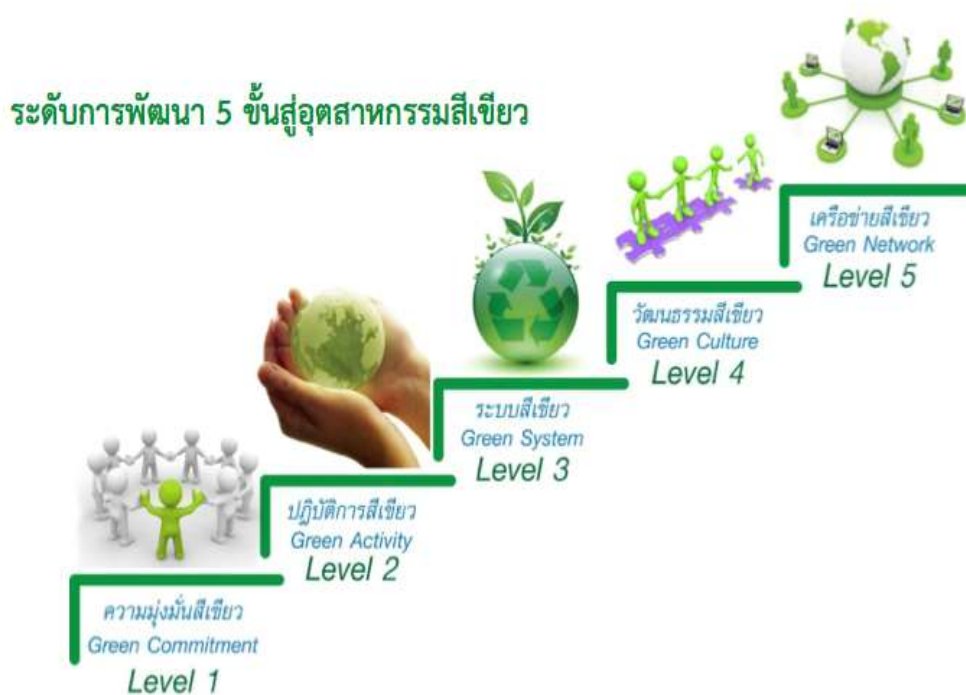 ระดับการพัฒนา 5 ขั้นสู่อุตสาหกรรมสีเขียว
เครือข่ายสีเขียว
Green Network
Level 5
วัฒนธรรมสีเขียว
Green Culture
Level 4
ระบบสีเขียว
Green System
Level 3
ปฏิบัติการสีเขียว
Green Activity
Level 2
ความมุ่งมั่นสีเขียว
Green Commitment
Level 1